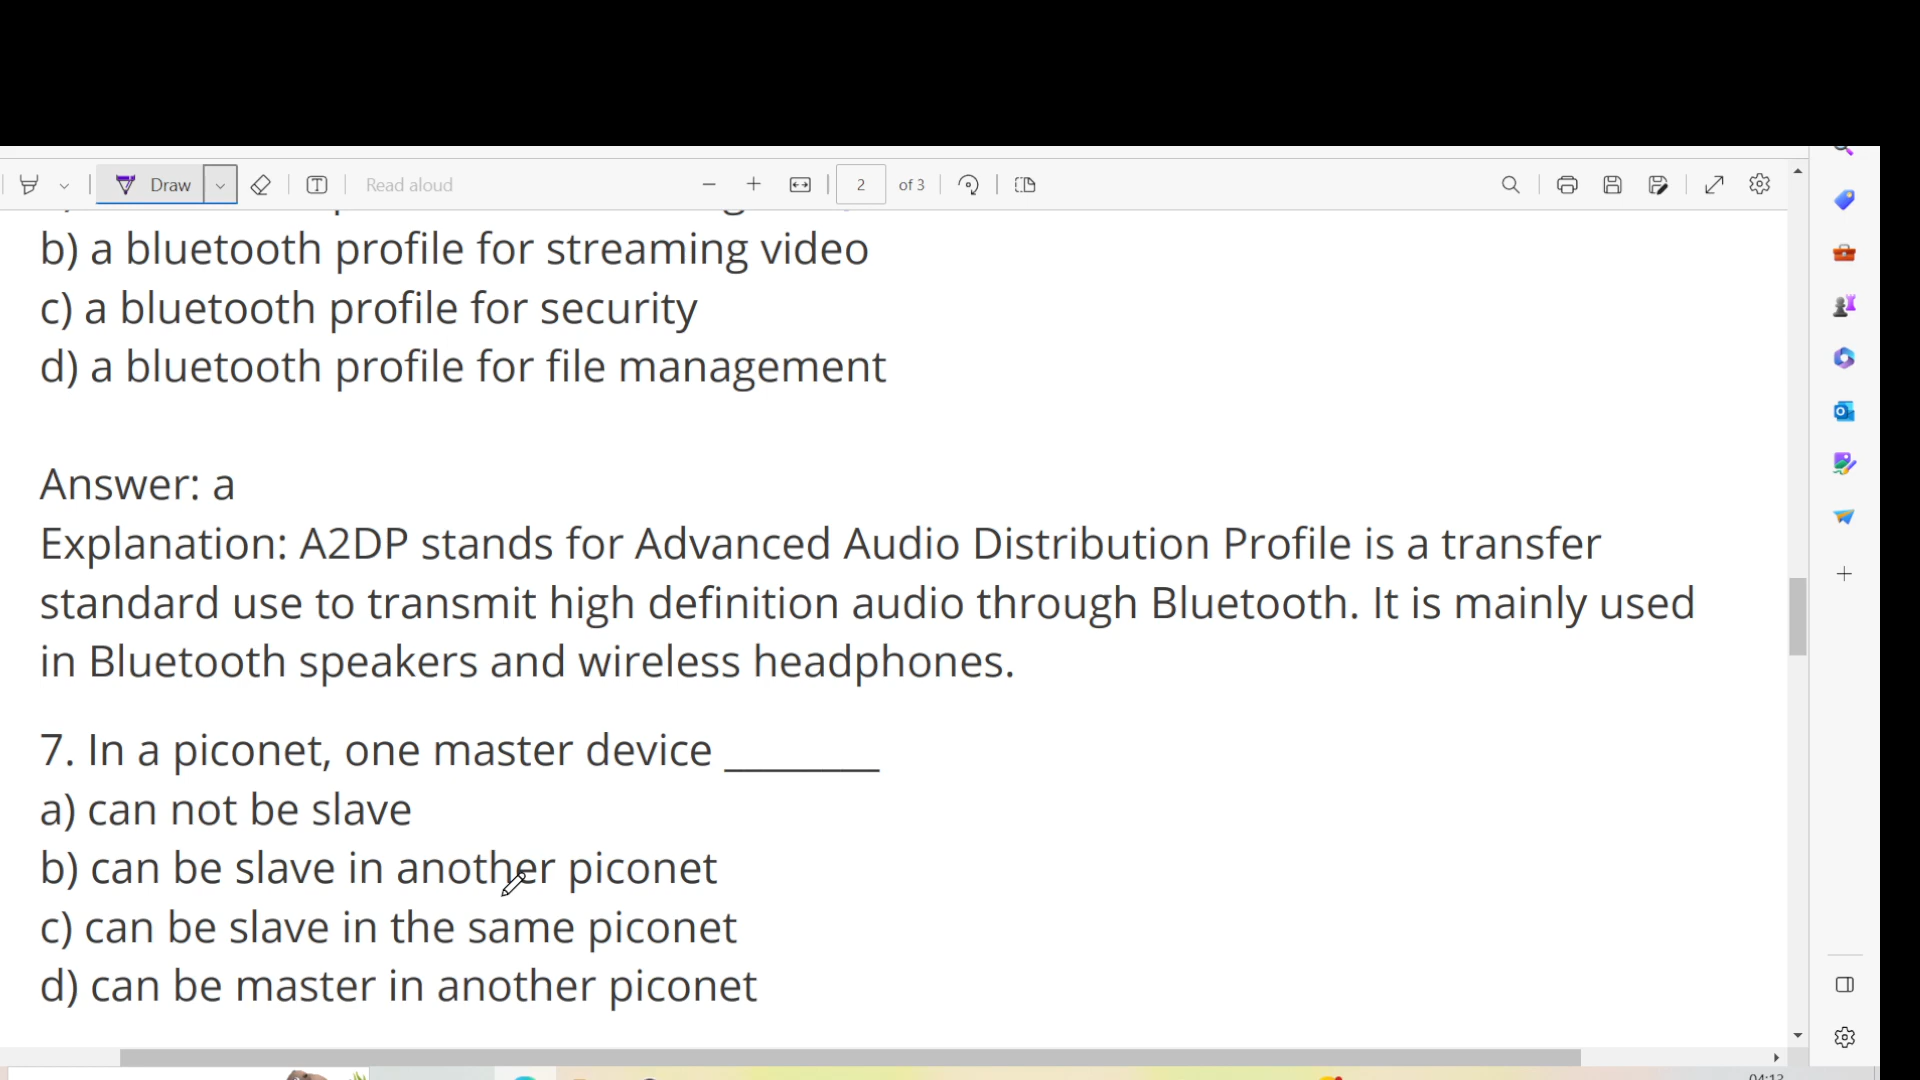 Draw
Read aloud
2
of 3
b) a bluetooth profile for streaming video
c) a bluetooth profile for security
d) a bluetooth profile for file management
Answer: a
Explanation: A2DP stands for Advanced Audio Distribution Profile is a transfer
standard use to transmit high definition audio through Bluetooth. It is mainly used
in Bluetooth speakers and wireless headphones.
7. In a piconet, one master device ________
a) can not be slave
b) can be slave in another piconet
c) can be slave in the same piconet
d) can be master in another piconet